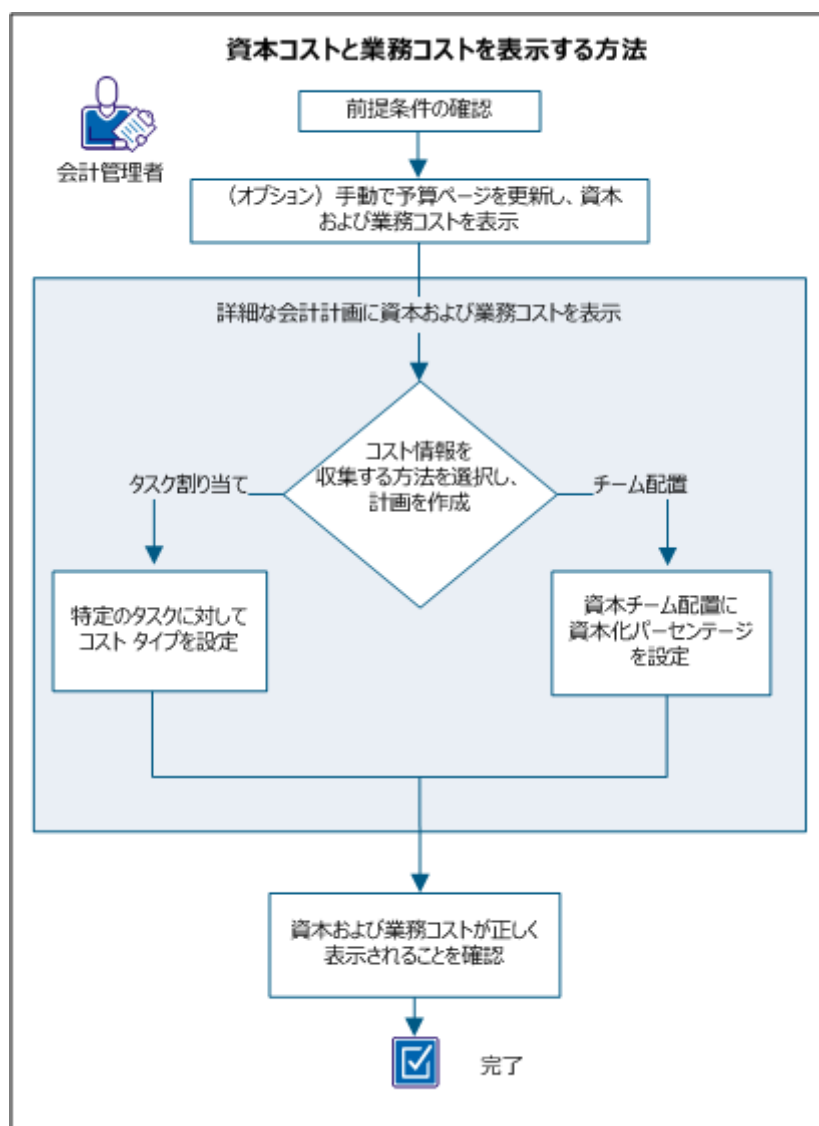 資本コストと業務コストを表示する方法
前提条件の確認
会計管理者
（オプション）手動で予算ページを更新し、資本
および業務コストを表示
詳細な会計計画に資本および業務コストを表示
コスト情報を
収集する方法を選択し、
計画を作成
タスク割り当て
チーム配置
特定のタスクに対して
コスト タイプを設定
資本チーム配置に
資本化パーセンテージ
を設定
資本および業務コストが正しく
表示されることを確認
完了